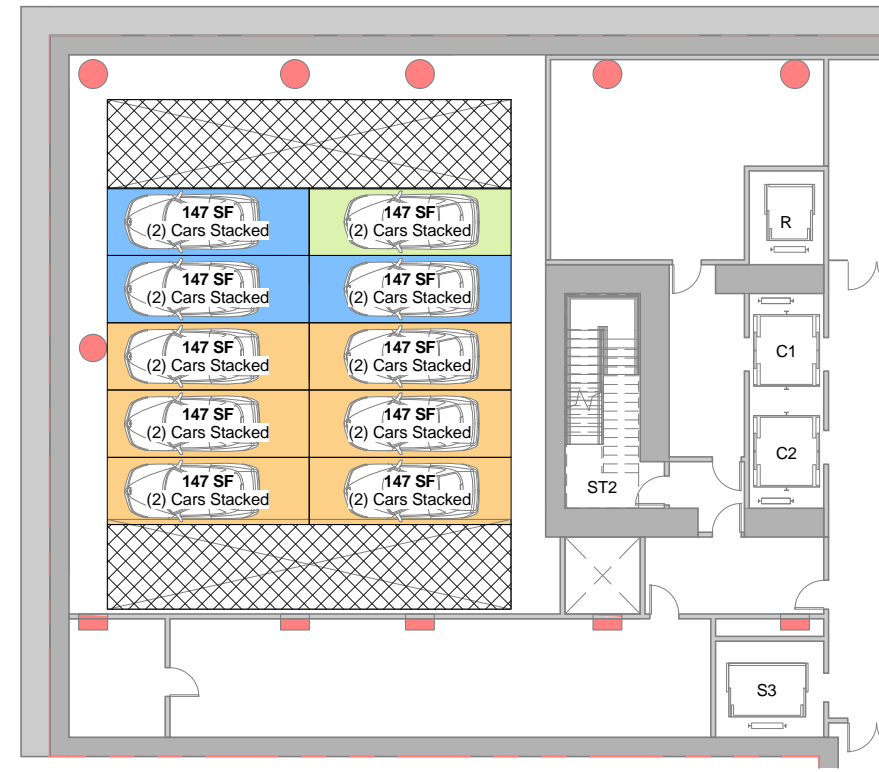 147 SF
(2) Cars Stacked
147 SF
(2) Cars Stacked
R
147 SF
(2) Cars Stacked
147 SF
(2) Cars Stacked
147 SF
(2) Cars Stacked
147 SF
(2) Cars Stacked
C1
147 SF
(2) Cars Stacked
147 SF
(2) Cars Stacked
C2
147 SF
(2) Cars Stacked
147 SF
(2) Cars Stacked
ST2
S3